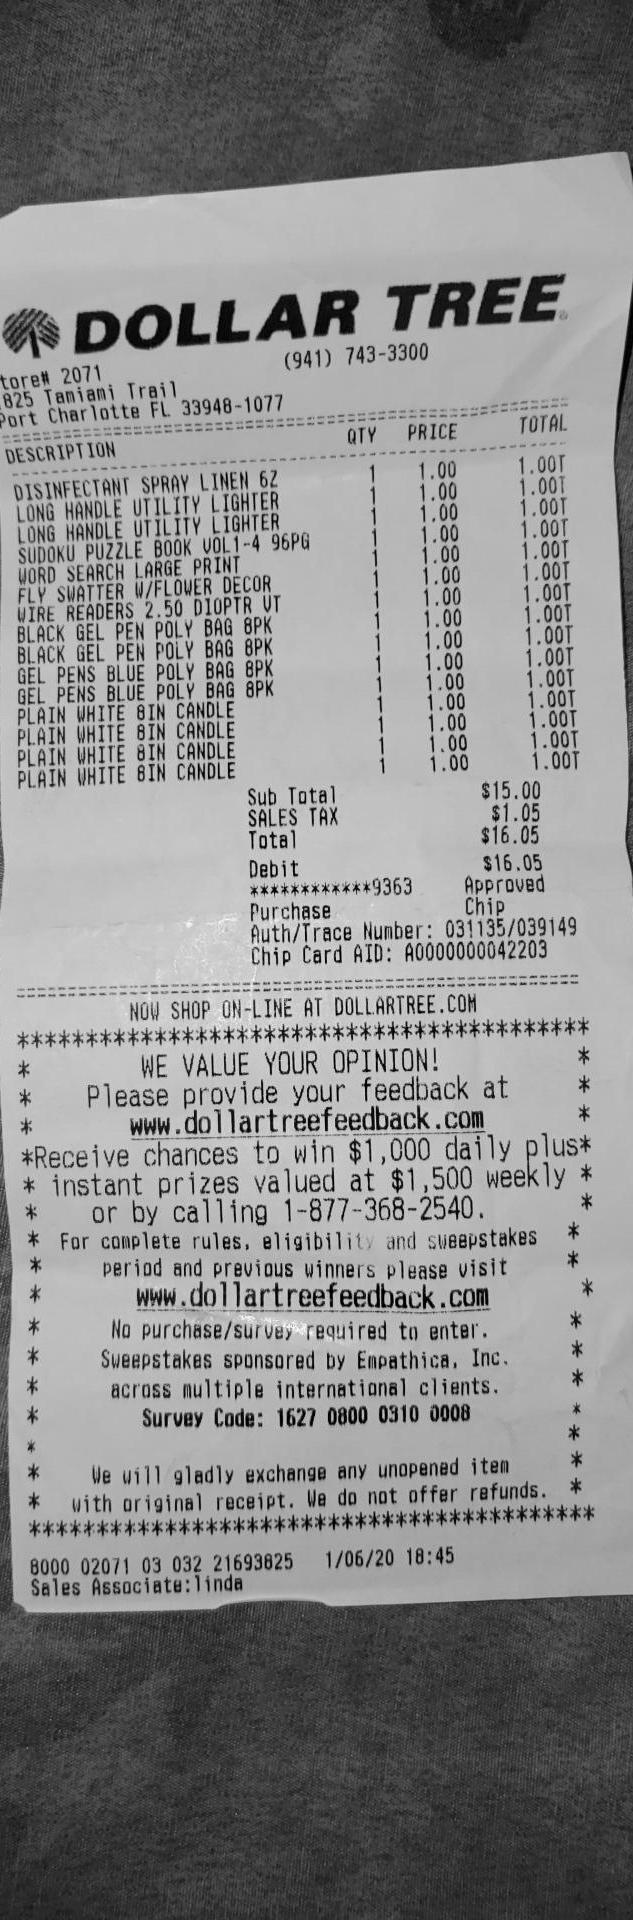 DOLLAR TREE
(941) 743-3300
tore# 2071
825 Tamiami Trail
Port Charlotte FL 33948-1077
DESCRIPTION QTY PRICE TOTAL
DISINFECTANT SPRAY LINEN 6Z 1 1.00 1.00T
LONG HANDLE UTILITY LIGHTER 1 1.00 1.00T
LONG HANDLE UTILITY LIGHTER 1 1.00 1.00T
SUDOKU PUZZLE BOOK VOL1-4 96PG 1 1.00 1.00T
WORD SEARCH LARGE PRINT 1 1.00 1.00T
FLY SWATTER W/FLOWER DECOR 1 1.00 1.00T
WIRE READERS 2.50 DIOPTR VT 1 1.00 1.00T
BLACK GEL PEN POLY BAG 8PK 1 1.00 1.00T
BLACK GEL PEN POLY BAG 8PK 1 1.00 1.00T
GEL PENS BLUE POLY BAG 8PK 1 1.00 1.00T
GEL PENS BLUE POLY BAG 8PK 1 1.00 1.00T
PLAIN WHITE 8IN CANDLE 1 1.00 1.00T
PLAIN WHITE 8IN CANDLE 1 1.00 1.00T
PLAIN WHITE 8IN CANDLE 1 1.00 1.00T
PLAIN WHITE 8IN CANDLE 1 1.00 1.00T
Sub Total $15.00
SALES TAX $1.05
Total $16.05
Debit $16.05
************9363 Approved
Purchase Chip
Auth/Trace Number: 031135/039149
Chip Card AID: A0000000042203
NOW SHOP ON-LINE AT DOLLARTREE.COM
******************************************
* WE VALUE YOUR OPINION! *
* Please provide your feedback at *
* www.dollartreefeedback.com *
*Receive chances to win $1,000 daily plus*
* instant prizes valued at $1,500 weekly *
* or by calling 1-877-368-2540. *
* For complete rules, eligibility and sweepstakes *
* period and previous winners please visit *
* www.dollartreefeedback.com *
* No purchase/survey required to enter. *
* Sweepstakes sponsored by Empathica, Inc. *
* across multiple international clients. *
* Survey Code: 1627 0800 0310 0008 *
* *
* We will gladly exchange any unopened item *
* with original receipt. We do not offer refunds. *
******************************************
8000 02071 03 032 21693825 1/06/20 18:45
Sales Associate:linda